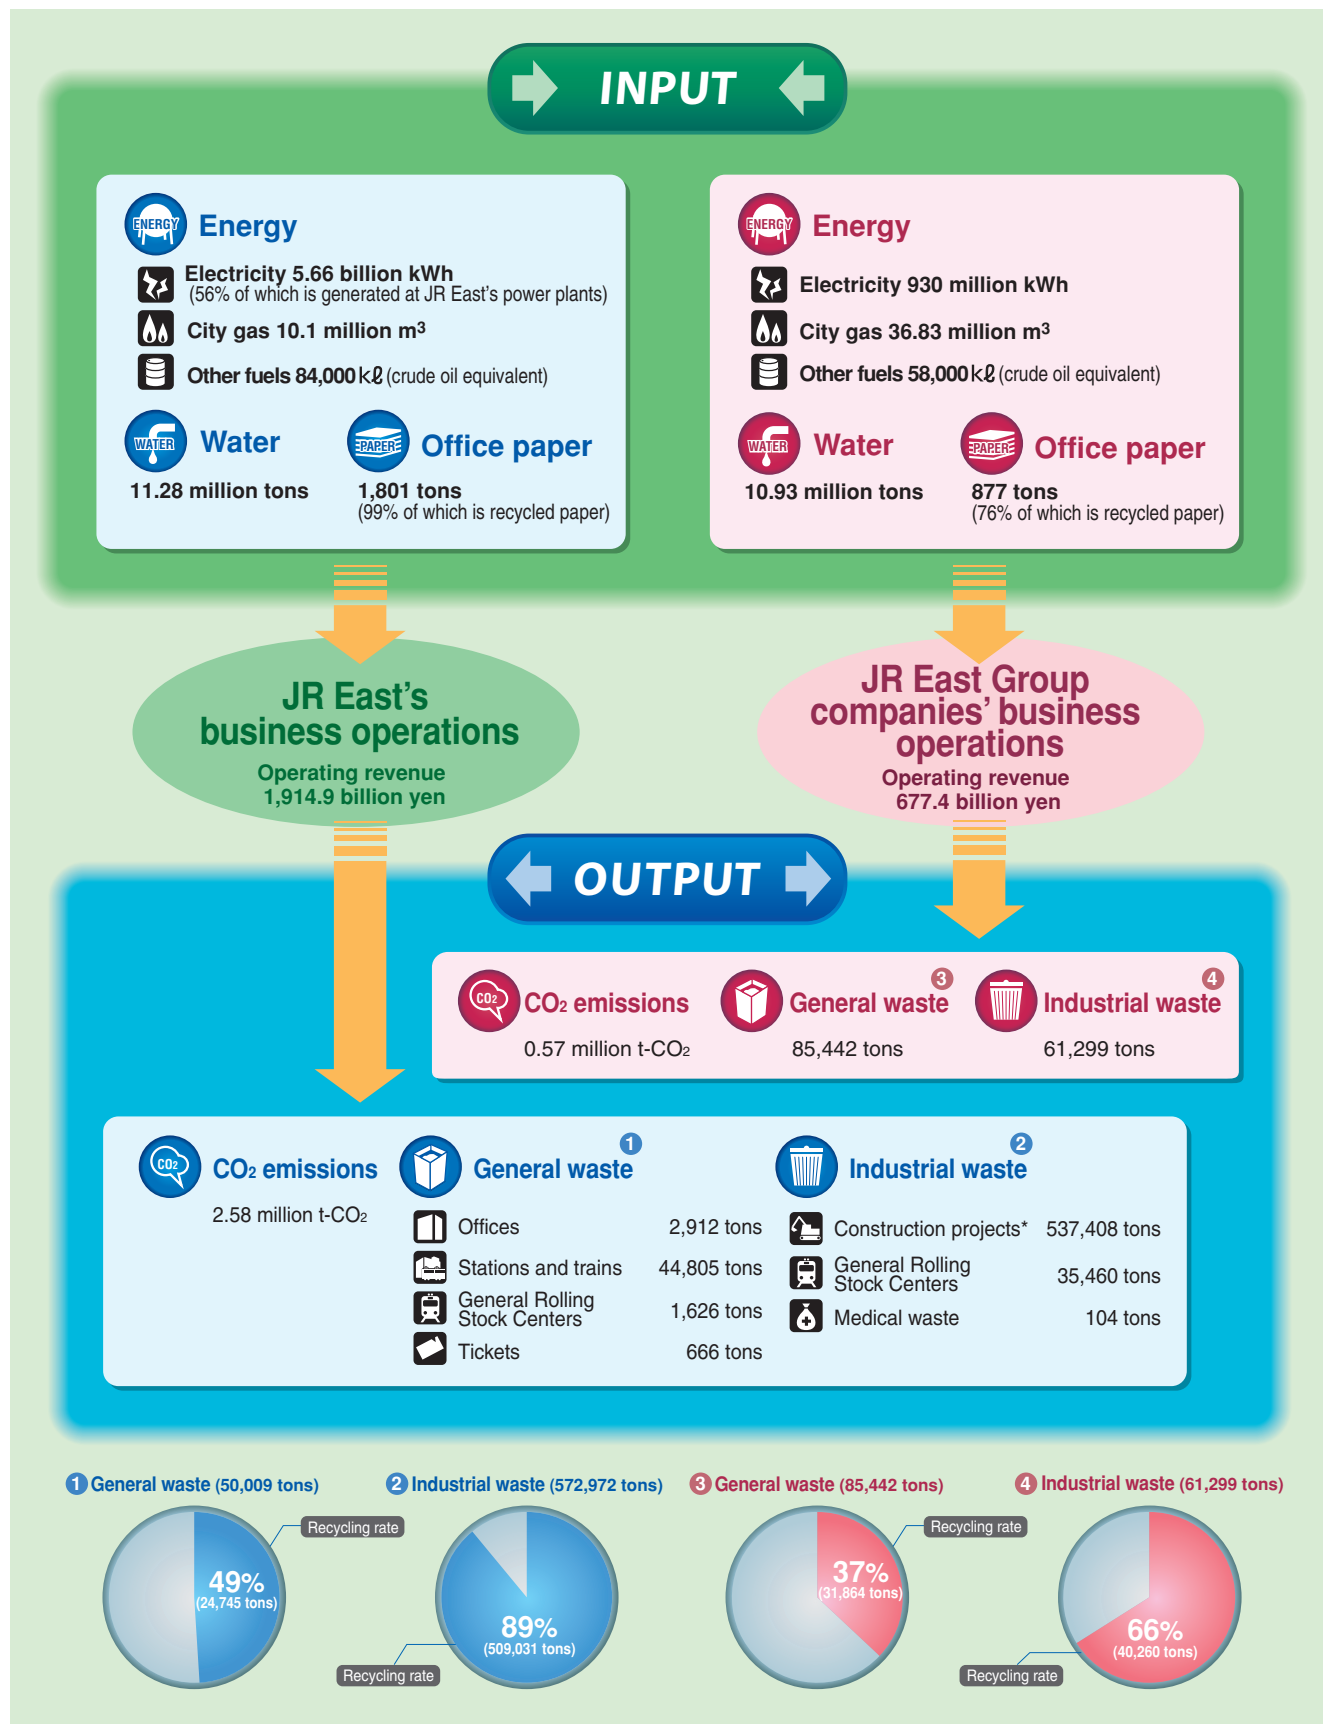 INPUT
ENERGY
Energy
Electricity 5.66 billion kWh
(56% of which is generated at JR East's power plants)
City gas 10.1 million m³
Other fuels 84,000 kℓ (crude oil equivalent)
WATER
Water
11.28 million tons
PAPER
Office paper
1,801 tons
(99% of which is recycled paper)
ENERGY
Energy
Electricity 930 million kWh
City gas 36.83 million m³
Other fuels 58,000 kℓ (crude oil equivalent)
WATER
Water
10.93 million tons
PAPER
Office paper
877 tons
(76% of which is recycled paper)
JR East's
business operations
Operating revenue
1,914.9 billion yen
JR East Group
companies' business
operations
Operating revenue
677.4 billion yen
OUTPUT
CO2
CO2 emissions
0.57 million t-CO2
3
General waste
85,442 tons
4
Industrial waste
61,299 tons
CO2
CO2 emissions
2.58 million t-CO2
1
General waste
Offices 2,912 tons
Stations and trains 44,805 tons
General Rolling
Stock Centers 1,626 tons
Tickets 666 tons
2
Industrial waste
Construction projects* 537,408 tons
General Rolling
Stock Centers 35,460 tons
Medical waste 104 tons
1 General waste (50,009 tons)
Recycling rate
49%
(24,745 tons)
2 Industrial waste (572,972 tons)
89%
(509,031 tons)
Recycling rate
3 General waste (85,442 tons)
Recycling rate
37%
(31,864 tons)
4 Industrial waste (61,299 tons)
66%
(40,260 tons)
Recycling rate